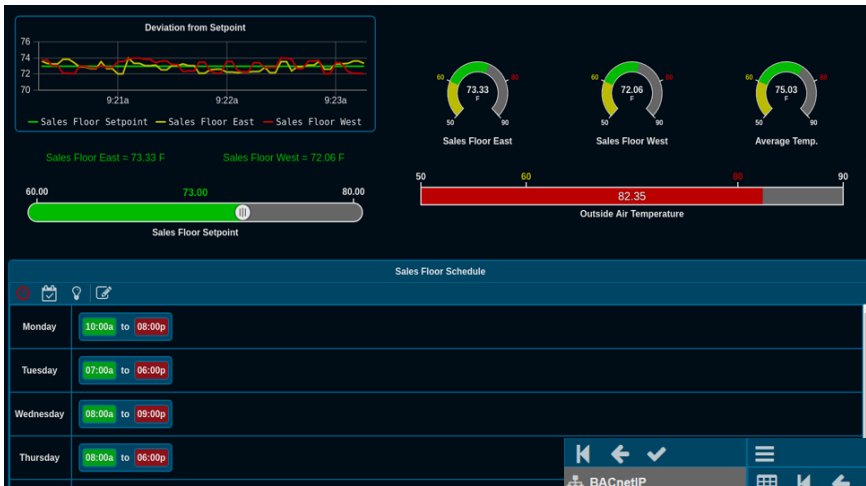 Deviation from Setpoint
76
74
72
70
9:21a 9:22a 9:23a
Sales Floor Setpoint Sales Floor East Sales Floor West
Sales Floor East = 73.33 F Sales Floor West = 72.06 F
60.00 73.00 80.00
Sales Floor Setpoint
60 80 60 80 60 80
73.33 72.06 75.03
F F F
50 90 50 90 50 90
Sales Floor East Sales Floor West Average Temp.
50 60 80 90
82.35
Outside Air Temperature
Sales Floor Schedule
Monday 10:00a to 08:00p
Tuesday 07:00a to 06:00p
Wednesday 08:00a to 09:00p
Thursday 08:00a to 06:00p
BACnetIP